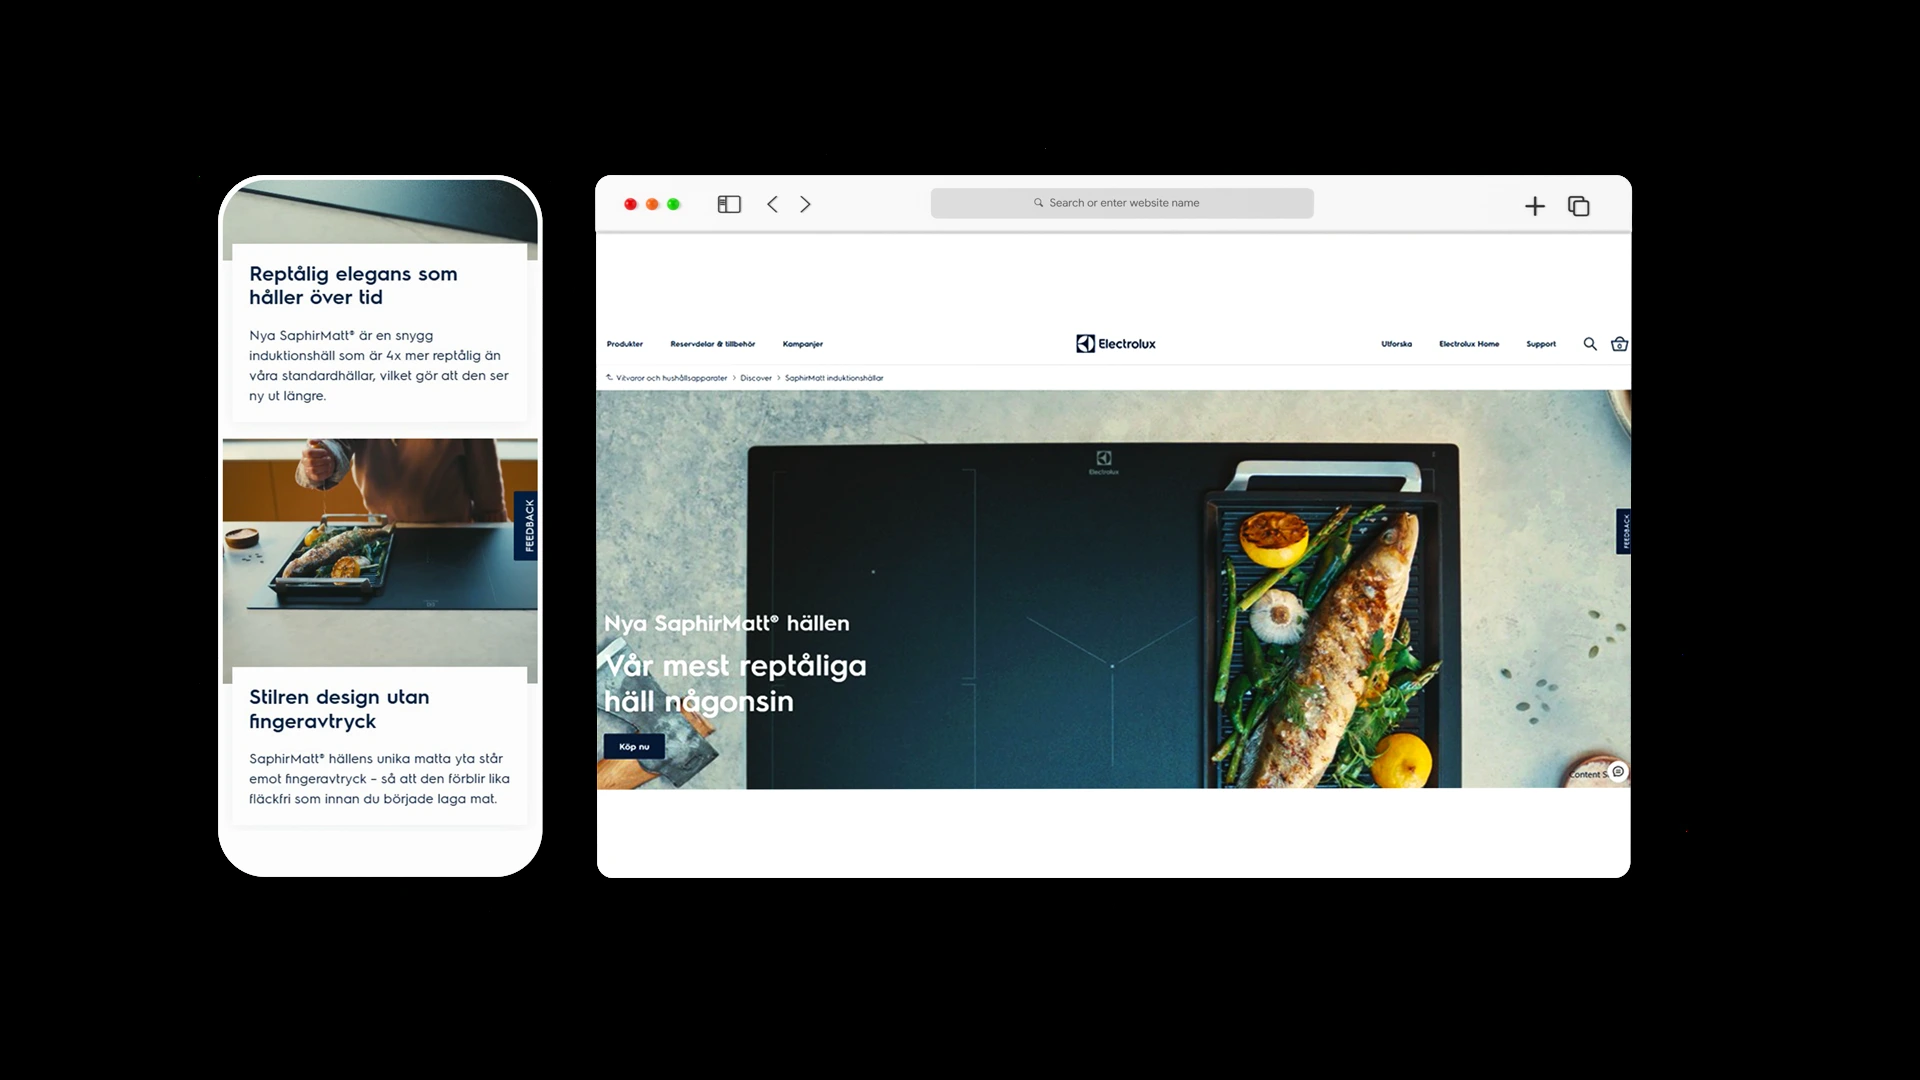 Reptålig elegans som
håller över tid
Nya SaphirMatt® är en snygg
induktionshäll som är 4x mer reptålig än
våra standardhällar, vilket gör att den ser
ny ut längre.
FEEDBACK
Stilren design utan
fingeravtryck
SaphirMatt® hällens unika matta yta står
emot fingeravtryck – så att den förblir lika
fläckfri som innan du började laga mat.
Search or enter website name
Produkter Reservdelar & tillbehör Kampanjer Electrolux Utforska Electrolux Home Support 0
Vitvaror och hushållsapparater > Discover > SaphirMatt induktionshällar
Electrolux
FEEDBACK
Nya SaphirMatt® hällen
Vår mest reptåliga
häll någonsin
Köp nu
Content S